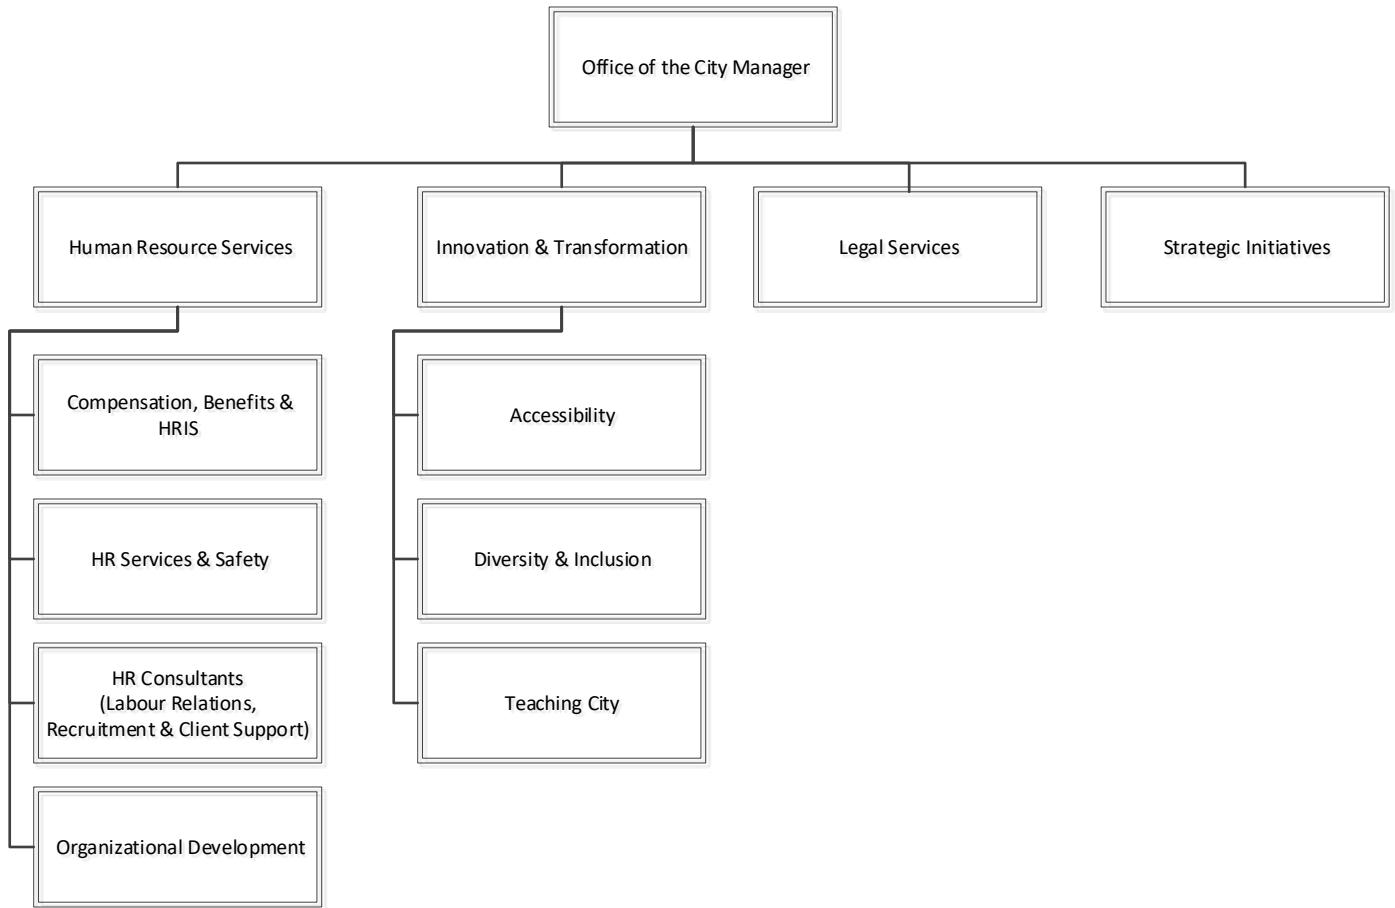 Office of the City Manager
Human Resource Services
Innovation & Transformation
Legal Services
Strategic Initiatives
Compensation, Benefits &
HRIS
Accessibility
HR Services & Safety
Diversity & Inclusion
HR Consultants
(Labour Relations,
Recruitment & Client Support)
Teaching City
Organizational Development